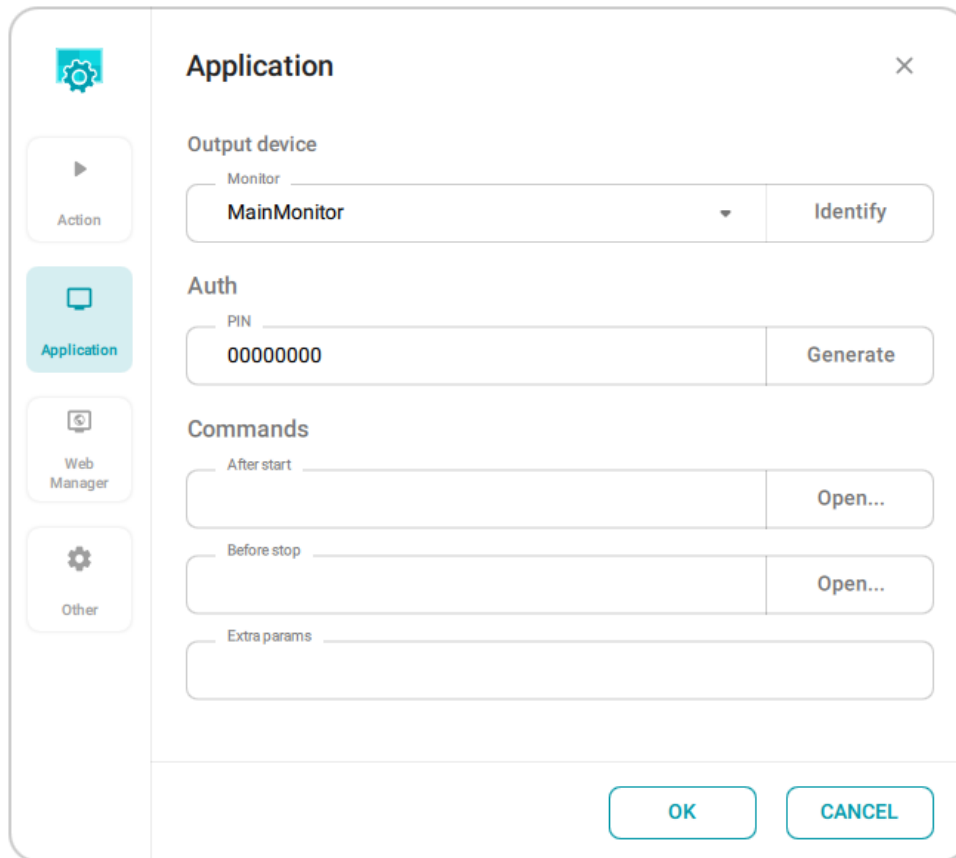 Application
Action
Application
Web
Manager
Other
Output device
Monitor
MainMonitor
Identify
Auth
PIN
00000000
Generate
Commands
After start
Open...
Before stop
Open...
Extra params
OK
CANCEL